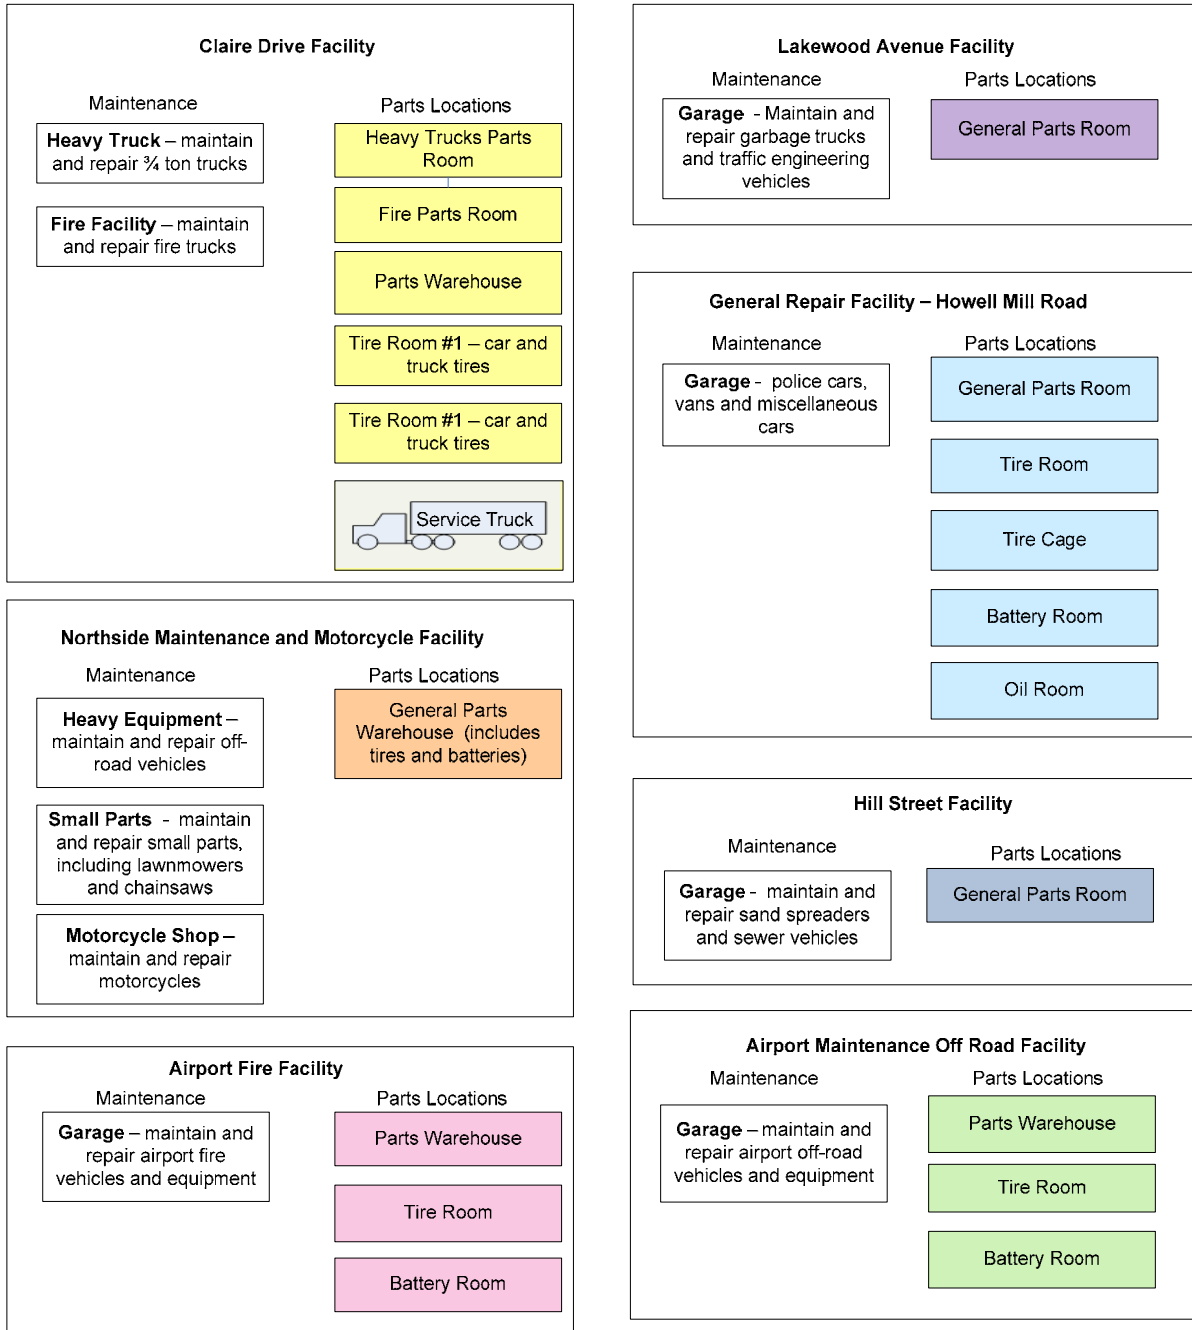 Claire Drive Facility
Maintenance
Heavy Truck – maintain
and repair ¾ ton trucks
Fire Facility – maintain
and repair fire trucks
Parts Locations
Heavy Trucks Parts
Room
Fire Parts Room
Parts Warehouse
Tire Room #1 – car and
truck tires
Tire Room #1 – car and
truck tires
Service Truck
Lakewood Avenue Facility
Maintenance
Garage - Maintain and
repair garbage trucks
and traffic engineering
vehicles
Parts Locations
General Parts Room
General Repair Facility – Howell Mill Road
Maintenance
Garage - police cars,
vans and miscellaneous
cars
Parts Locations
General Parts Room
Tire Room
Tire Cage
Battery Room
Oil Room
Northside Maintenance and Motorcycle Facility
Maintenance
Heavy Equipment –
maintain and repair off-
road vehicles
Small Parts - maintain
and repair small parts,
including lawnmowers
and chainsaws
Motorcycle Shop –
maintain and repair
motorcycles
Parts Locations
General Parts
Warehouse (includes
tires and batteries)
Hill Street Facility
Maintenance
Garage - maintain and
repair sand spreaders
and sewer vehicles
Parts Locations
General Parts Room
Airport Fire Facility
Maintenance
Garage – maintain and
repair airport fire
vehicles and equipment
Parts Locations
Parts Warehouse
Tire Room
Battery Room
Airport Maintenance Off Road Facility
Maintenance
Garage – maintain and
repair airport off-road
vehicles and equipment
Parts Locations
Parts Warehouse
Tire Room
Battery Room